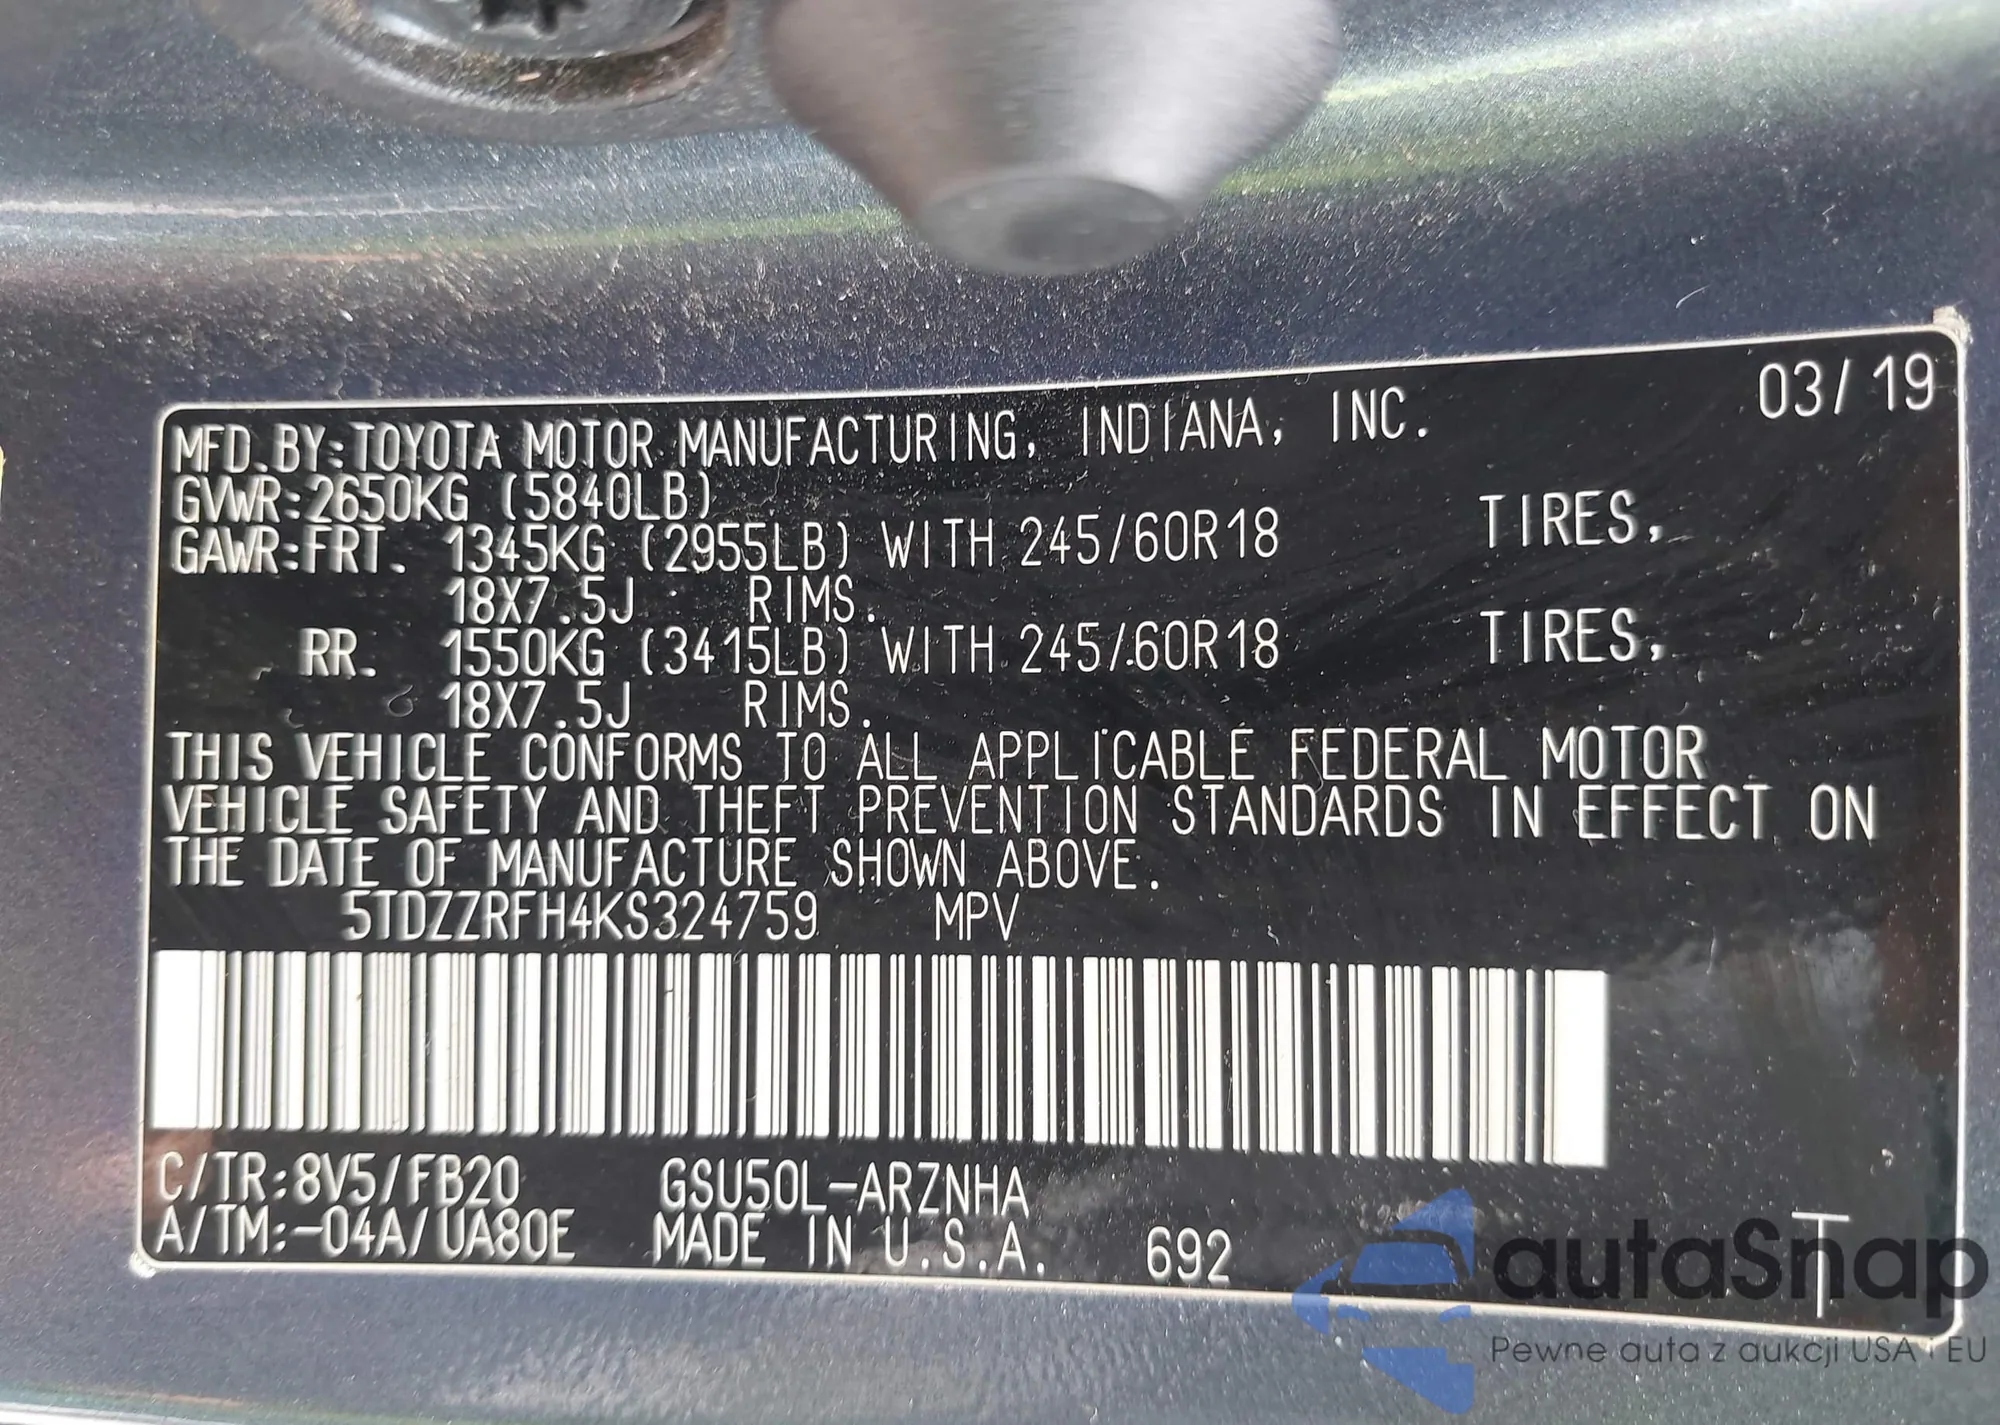 03/19
MFD.BY:TOYOTA MOTOR MANUFACTURING, INDIANA, INC.
GVWR:2650KG (5840LB)
GAWR:FRT. 1345KG (2955LB) WITH 245/60R18 TIRES,
18X7.5J RIMS.
RR. 1550KG (3415LB) WITH 245/60R18 TIRES,
18X7.5J RIMS.
THIS VEHICLE CONFORMS TO ALL APPLICABLE FEDERAL MOTOR
VEHICLE SAFETY AND THEFT PREVENTION STANDARDS IN EFFECT ON
THE DATE OF MANUFACTURE SHOWN ABOVE.
5TDZZRFH4KS324759 MPV
C/TR:8V5/FB20 GSU50L-ARZNHA
A/TM:-04A/UA80E MADE IN U.S.A. 692
T
autaSnap
Pewne auta z aukcji USA i EU